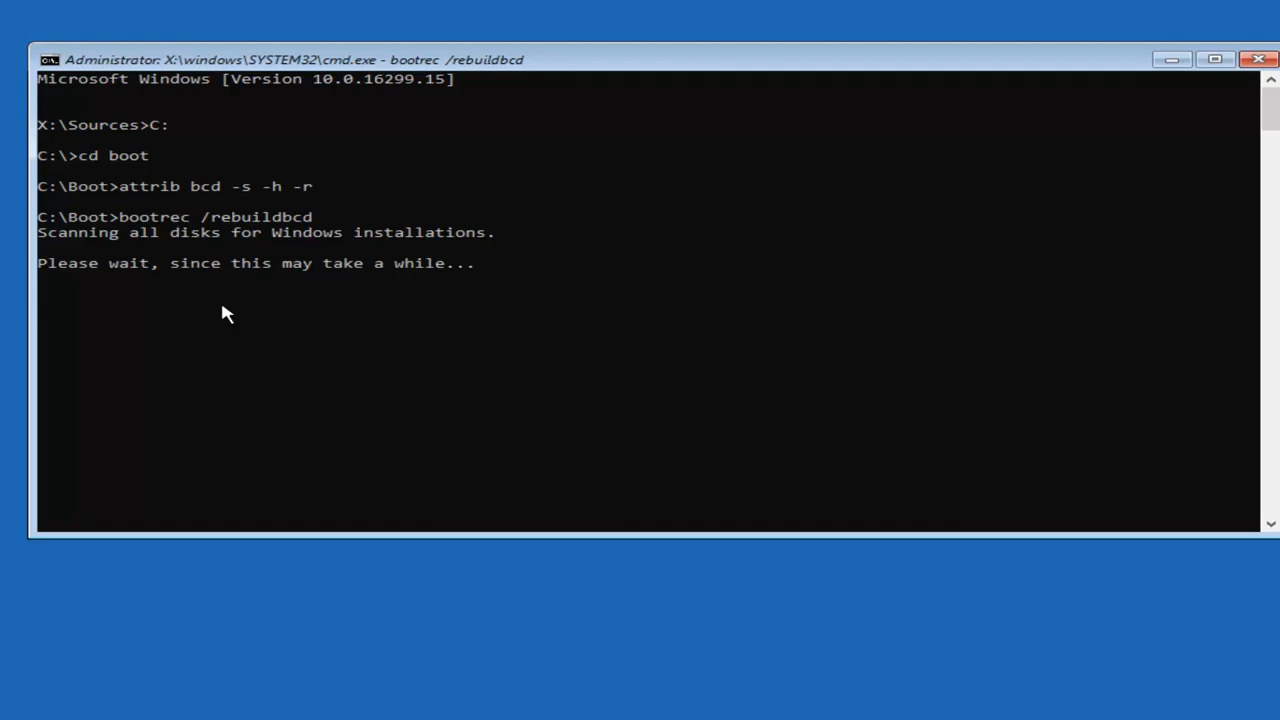 Administrator: X:\windows\SYSTEM32\cmd.exe - bootrec /rebuildbcd
Microsoft Windows [Version 10.0.16299.15]
X:\Sources>C:
C:\>cd boot
C:\Boot>attrib bcd -s -h -r
C:\Boot>bootrec /rebuildbcd
Scanning all disks for Windows installations.
Please wait, since this may take a while...